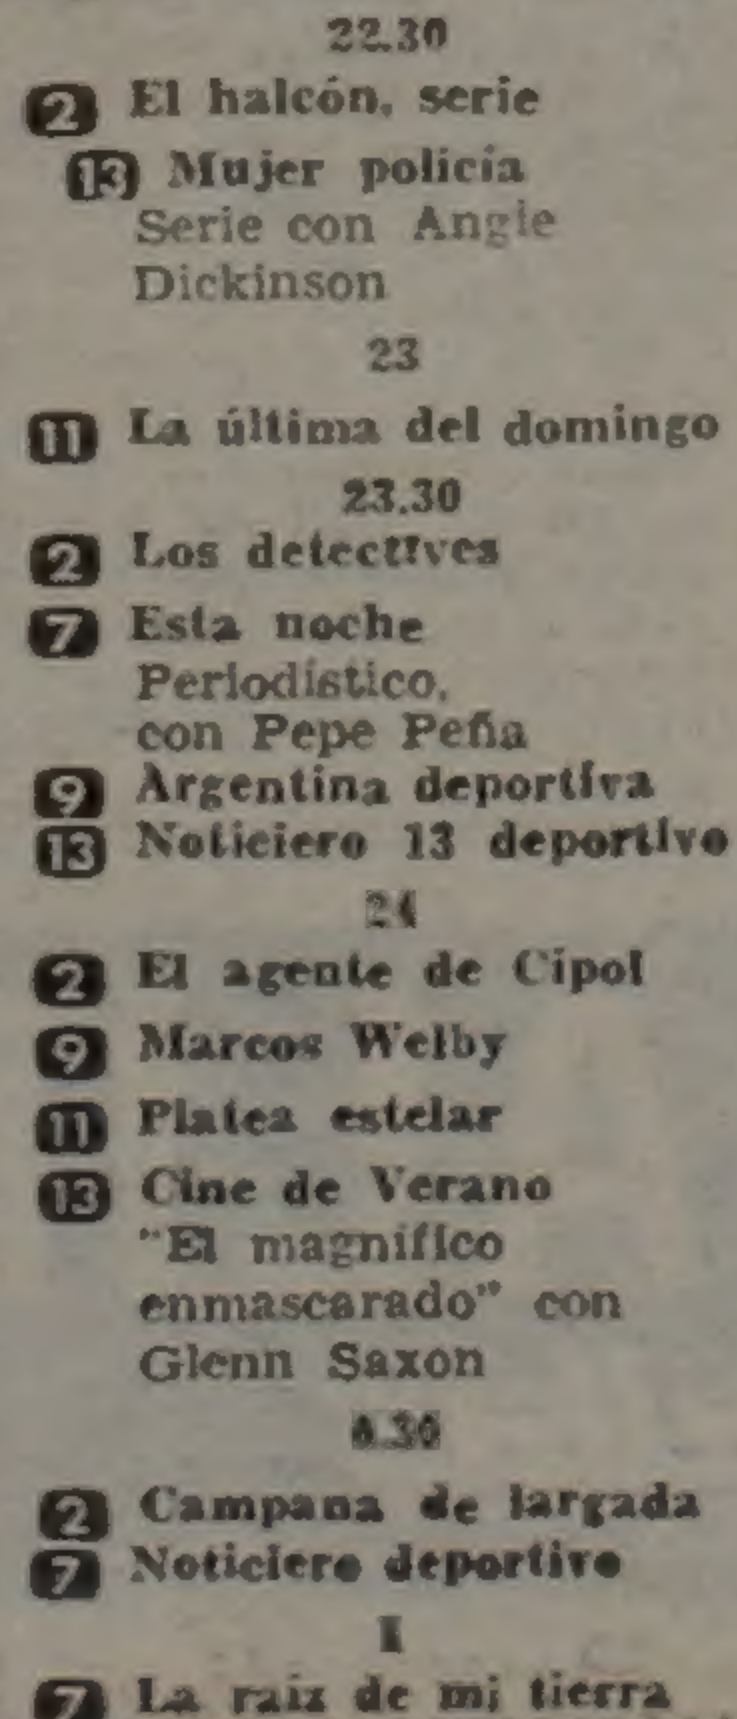 22.30
2 El halcón, serie
13 Mujer policía
Serie con Angie
Dickinson
23
11 La última del domingo
23.30
2 Los detectives
7 Esta noche
Periodístico,
con Pepe Peña
9 Argentina deportiva
13 Noticiero 13 deportivo
24
2 El agente de Cipol
9 Marcos Welby
11 Platea estelar
13 Cine de Verano
"El magnífico
enmascarado" con
Glenn Saxon
0.30
2 Campana de largada
7 Noticiero deportivo
1
7 La raíz de mi tierra